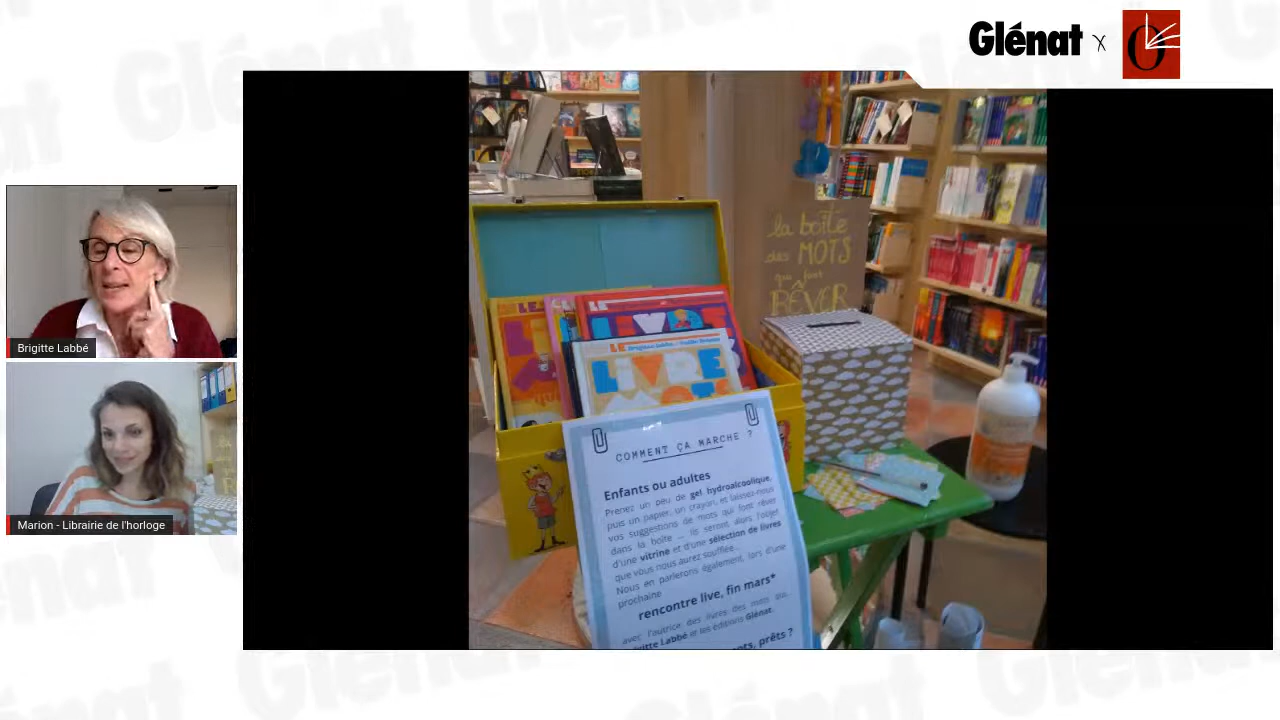 Glénat x
la boîte
des MOTS
qui font
RÊVER
LE
LIVRE
COMMENT ÇA MARCHE ?
Enfants ou adultes
Prenez un peu de gel hydroalcoolique,
puis un papier, un crayon, et laissez-nous
vos suggestions de mots qui font rêver
dans la boîte ... Ils seront alors l'objet
d'une vitrine et d'une sélection de livres
que vous nous aurez soufflée...
Nous en parlerons également, lors d'une
prochaine
rencontre live, fin mars*
avec l'autrice des livres des mots qui
Brigitte Labbé et les éditions Glénat.
prêts ?
Brigitte Labbé
Marion - Librairie de l'horloge